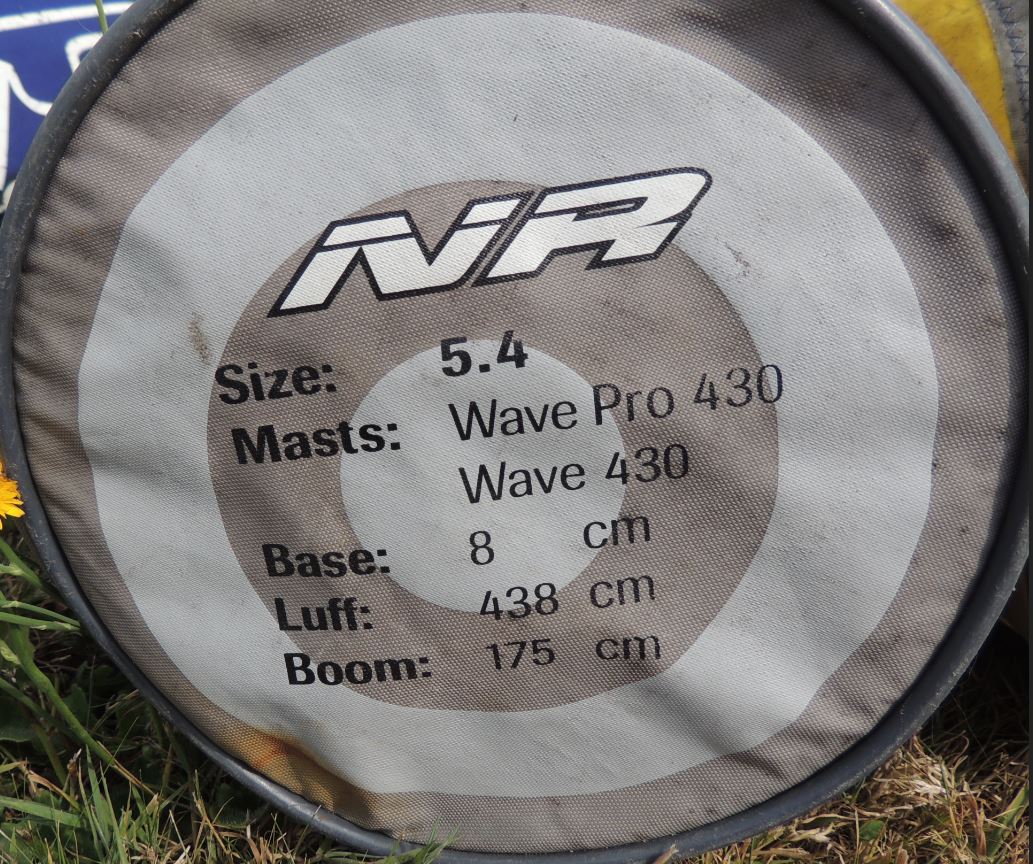 NR
Size: 5.4
Masts: Wave Pro 430
Wave 430
Base: 8 cm
Luff: 438 cm
Boom: 175 cm